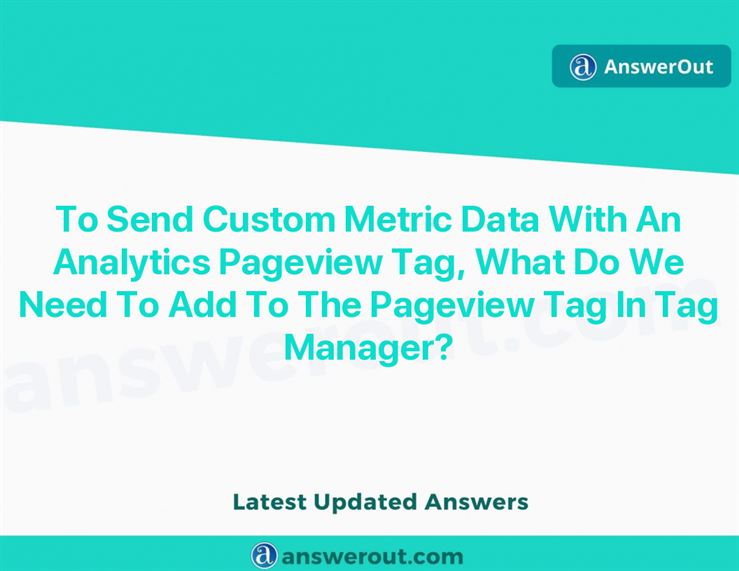 AnswerOut
To Send Custom Metric Data With An
Analytics Pageview Tag, What Do We
Need To Add To The Pageview Tag In Tag
Manager?
answerout.com
Latest Updated Answers
answerout.com